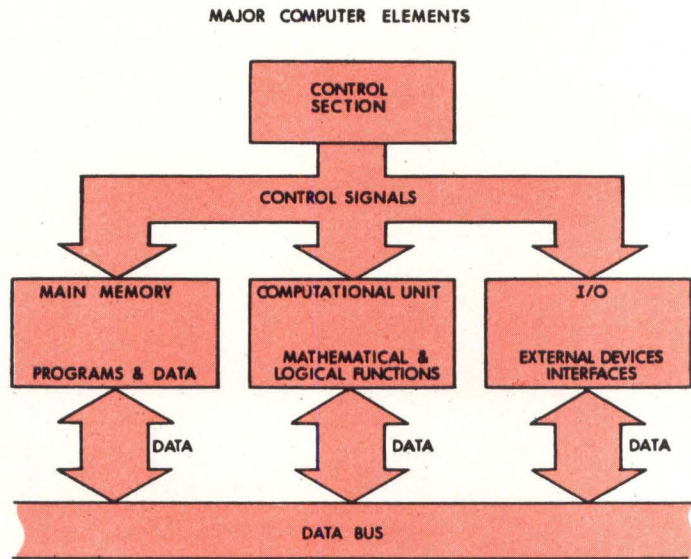 MAJOR COMPUTER ELEMENTS
CONTROL
SECTION
CONTROL SIGNALS
MAIN MEMORY
PROGRAMS & DATA
COMPUTATIONAL UNIT
MATHEMATICAL &
LOGICAL FUNCTIONS
I/O
EXTERNAL DEVICES
INTERFACES
DATA
DATA
DATA
DATA BUS